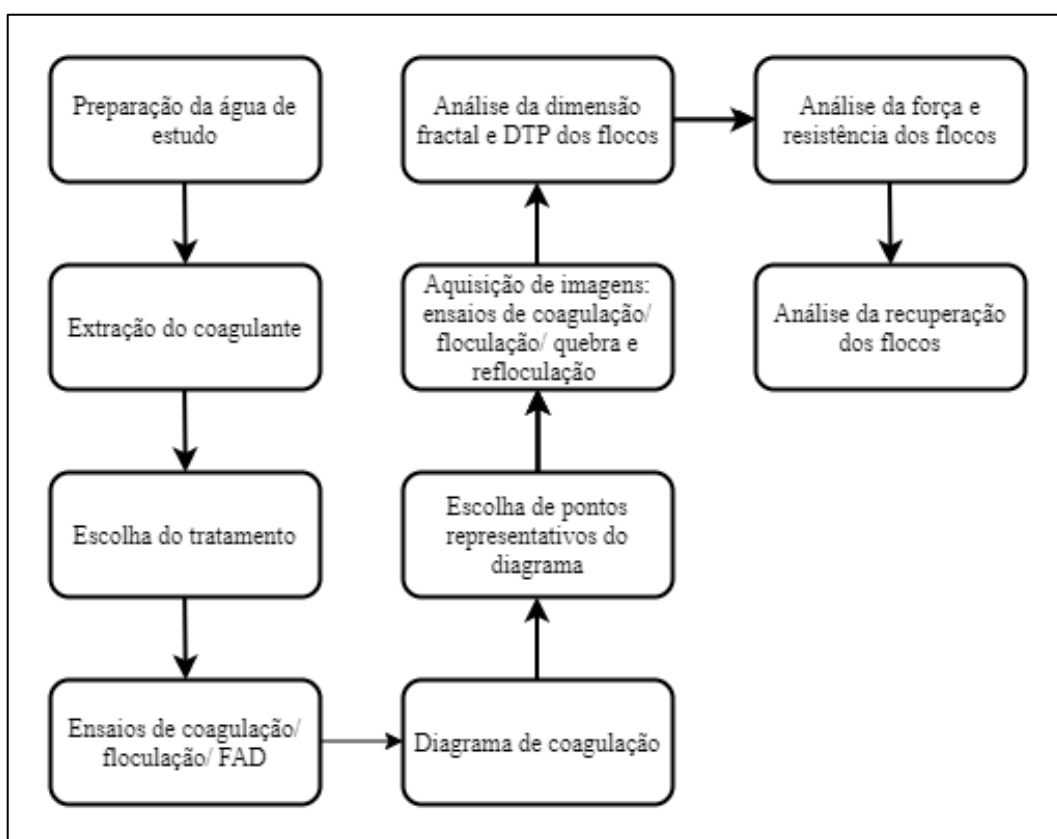 Preparação da água de
estudo
Extração do coagulante
Escolha do tratamento
Ensaios de coagulação/
floculação/ FAD
Diagrama de coagulação
Escolha de pontos
representativos do
diagrama
Aquisição de imagens:
ensaios de coagulação/
floculação/ quebra e
refloculação
Análise da dimensão
fractal e DTP dos flocos
Análise da força e
resistência dos flocos
Análise da recuperação
dos flocos